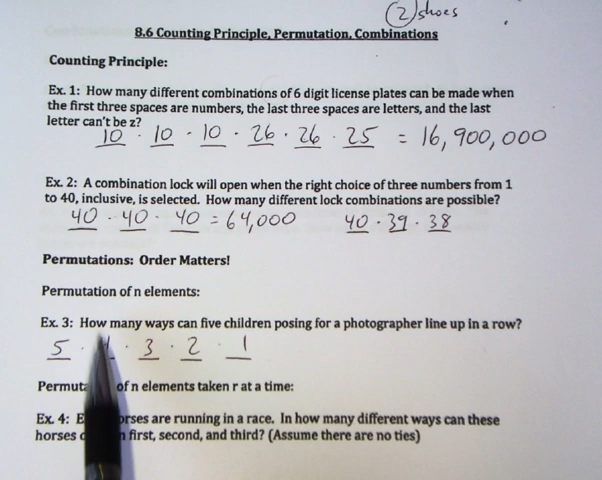 (2) shoes
8.6 Counting Principle, Permutation, Combinations
Counting Principle:
Ex. 1: How many different combinations of 6 digit license plates can be made when
the first three spaces are numbers, the last three spaces are letters, and the last
letter can't be z?
10 · 10 · 10 · 26 · 26 · 25 = 16,900,000
Ex. 2: A combination lock will open when the right choice of three numbers from 1
to 40, inclusive, is selected. How many different lock combinations are possible?
40 · 40 · 40 = 64,000 40 · 39 · 38
Permutations: Order Matters!
Permutation of n elements:
Ex. 3: How many ways can five children posing for a photographer line up in a row?
5 · · 3 · 2 · 1
of n elements taken r at a time:
Ex. 4: are running in a race. In how many different ways can these
horses first, second, and third? (Assume there are no ties)